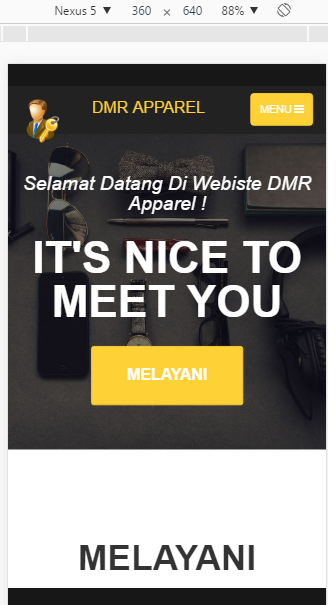 Nexus 5 ▼ 360 × 640 88% ▼
DMR APPAREL
MENU
Selamat Datang Di Webiste DMR
Apparel !
IT'S NICE TO
MEET YOU
MELAYANI
MELAYANI